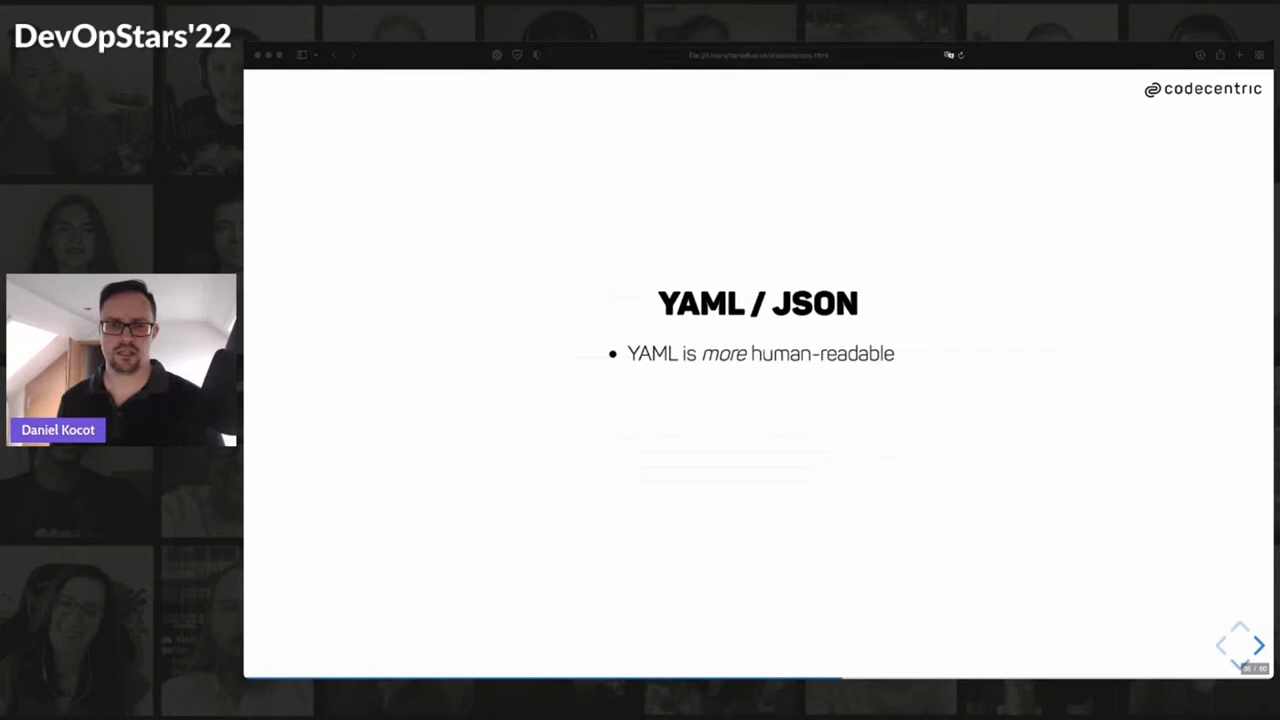 DevOpStars'22
codecentric
YAML / JSON
• YAML is more human-readable
Daniel Kocot